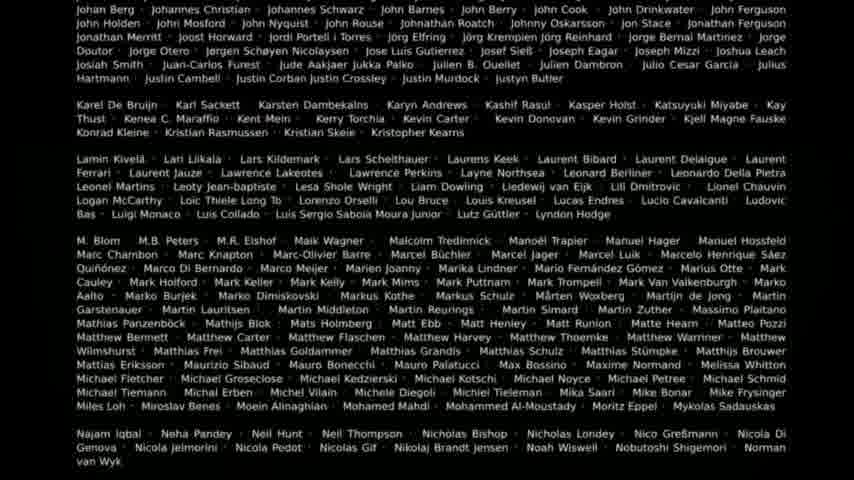 Johan Berg · Johannes Christian · Johannes Schwarz · John Barnes · John Berry · John Cook · John Drinkwater · John Ferguson
John Holden · John Mosford · John Nyquist · John Rouse · Johnathan Roatch · Johnny Oskarsson · Jon Stace · Jonathan Ferguson
Jonathan Merritt · Joost Horward · Jordi Portell i Torres · Jörg Elfring · Jörg Krempien Jörg Reinhard · Jorge Bernal Martinez · Jorge
Doutor · Jorge Otero · Jørgen Schøyen Nicolaysen · Jose Luis Gutierrez · Josef Sieß · Joseph Eagar · Joseph Mizzi · Joshua Leach
Josiah Smith · Juan-Carlos Furest · Jude Aakjaer Jukka Palko · Julien B. Ouellet · Julien Dambron · Julio Cesar Garcia · Julius
Hartmann · Justin Cambell · Justin Corban Justin Crossley · Justin Murdock · Justyn Butler
Karel De Bruijn · Karl Sackett · Karsten Dambekalns · Karyn Andrews · Kashif Rasul · Kasper Holst · Katsuyuki Miyabe · Kay
Thust · Kenea C. Maraffio · Kent Mein · Kerry Torchia · Kevin Carter · Kevin Donovan · Kevin Grinder · Kjell Magne Fauske
Konrad Kleine · Kristian Rasmussen · Kristian Skeie · Kristopher Kearns
Lamin Kivelä · Lari Liikala · Lars Kildemark · Lars Scheithauer · Laurens Keek · Laurent Bibard · Laurent Delaigue · Laurent
Ferrari · Laurent Jauze · Lawrence Lakeotes · Lawrence Perkins · Layne Northsea · Leonard Berliner · Leonardo Della Pietra
Leonel Martins · Leoty Jean-baptiste · Lesa Shole Wright · Liam Dowling · Liedewij van Eijk · Lili Dmitrovic · Lionel Chauvin
Logan McCarthy · Loic Thiele Long To · Lorenzo Orselli · Lou Bruce · Louis Kreusel · Lucas Endres · Lucio Cavalcanti · Ludovic
Bas · Luigi Monaco · Luis Collado · Luis Sergio Saboia Moura Junior · Lutz Güttler · Lyndon Hodge
M. Blom · M.B. Peters · M.R. Elshof · Maik Wagner · Malcolm Tredinnick · Manoël Trapier · Manuel Hager · Manuel Hossfeld
Marc Chambon · Marc Knapton · Marc-Olivier Barre · Marcel Büchler · Marcel Jager · Marcel Luik · Marcelo Henrique Sáez
Quiñónez · Marco Di Bernardo · Marco Meijer · Marien Joanny · Marika Lindner · Mario Fernández Gómez · Marius Otte · Mark
Cauley · Mark Holford · Mark Keller · Mark Kelly · Mark Mims · Mark Puttnam · Mark Trompell · Mark Van Valkenburgh · Marko
Aalto · Marko Burjek · Marko Dimiskovski · Markus Kothe · Markus Schulz · Mårten Woxberg · Martijn de Jong · Martin
Garstenauer · Martin Lauritsen · Martin Middleton · Martin Reurings · Martin Simard · Martin Zuther · Massimo Plaitano
Mathias Panzenböck · Mathijs Blok · Mats Holmberg · Matt Ebb · Matt Henley · Matt Runion · Matte Hearn · Matteo Pozzi
Matthew Bennett · Matthew Carter · Matthew Flaschen · Matthew Harvey · Matthew Thoemke · Matthew Warriner · Matthew
Wilmshurst · Matthias Frei · Matthias Goldammer · Matthias Grandis · Matthias Schulz · Matthias Stümpke · Matthijs Brouwer
Mattias Eriksson · Maurizio Sibaud · Mauro Bonecchi · Mauro Palatucci · Max Bossino · Maxime Normand · Melissa Whitton
Michael Fletcher · Michael Groseclose · Michael Kedzierski · Michael Kotschi · Michael Noyce · Michael Petree · Michael Schmid
Michael Tiemann · Michal Erben · Michel Vilain · Michele Diegoli · Michiel Tieleman · Mika Saari · Mike Bonar · Mike Frysinger
Miles Loh · Miroslav Benes · Moein Alinaghian · Mohamed Mahdi · Mohammed Al-Moustady · Moritz Eppel · Mykolas Sadauskas
Najam Iqbal · Neha Pandey · Neil Hunt · Neil Thompson · Nicholas Bishop · Nicholas Londey · Nico Greßmann · Nicola Di
Genova · Nicola Jelmorini · Nicola Pedot · Nicolas Gif · Nikolaj Brandt Jensen · Noah Wiswell · Nobutoshi Shigemori · Norman
van Wyk